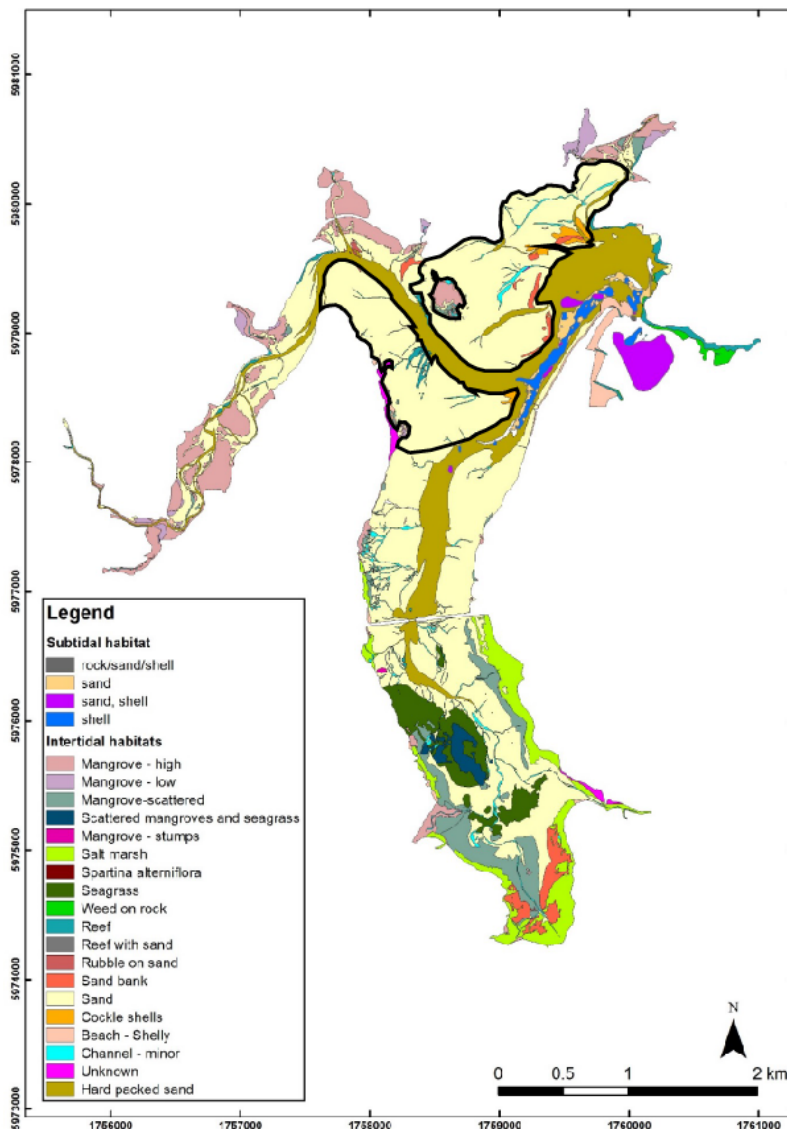 5981000
5980000
5979000
5978000
5977000
5976000
5975000
5974000
5973000
Legend
Subtidal habitat
rock/sand/shell
sand
sand, shell
shell
Intertidal habitats
Mangrove - high
Mangrove - low
Mangrove-scattered
Scattered mangroves and seagrass
Mangrove - stumps
Salt marsh
Spartina alterniflora
Seagrass
Weed on rock
Reef
Reef with sand
Rubble on sand
Sand bank
Sand
Cockle shells
Beach - Shelly
Channel - minor
Unknown
Hard packed sand
N
0 0.5 1 2 km
1756000 1757000 1758000 1759000 1760000 1761000